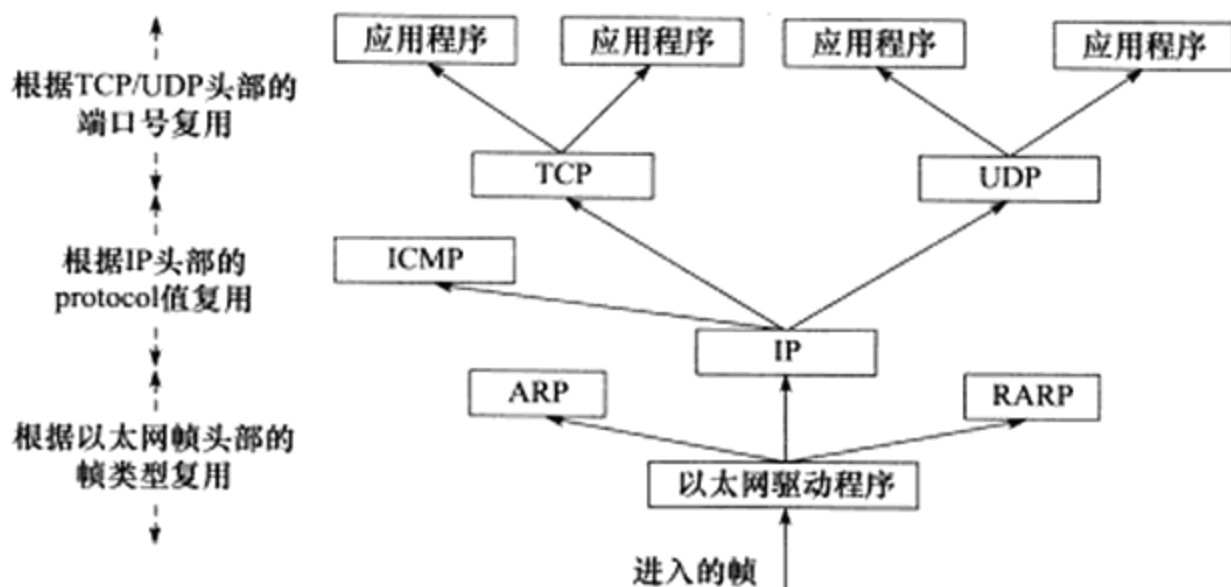 应用程序
应用程序
应用程序
应用程序
根据TCP/UDP头部的
端口号复用
TCP
UDP
ICMP
根据IP头部的
protocol值复用
IP
ARP
RARP
根据以太网帧头部的
帧类型复用
以太网驱动程序
进入的帧